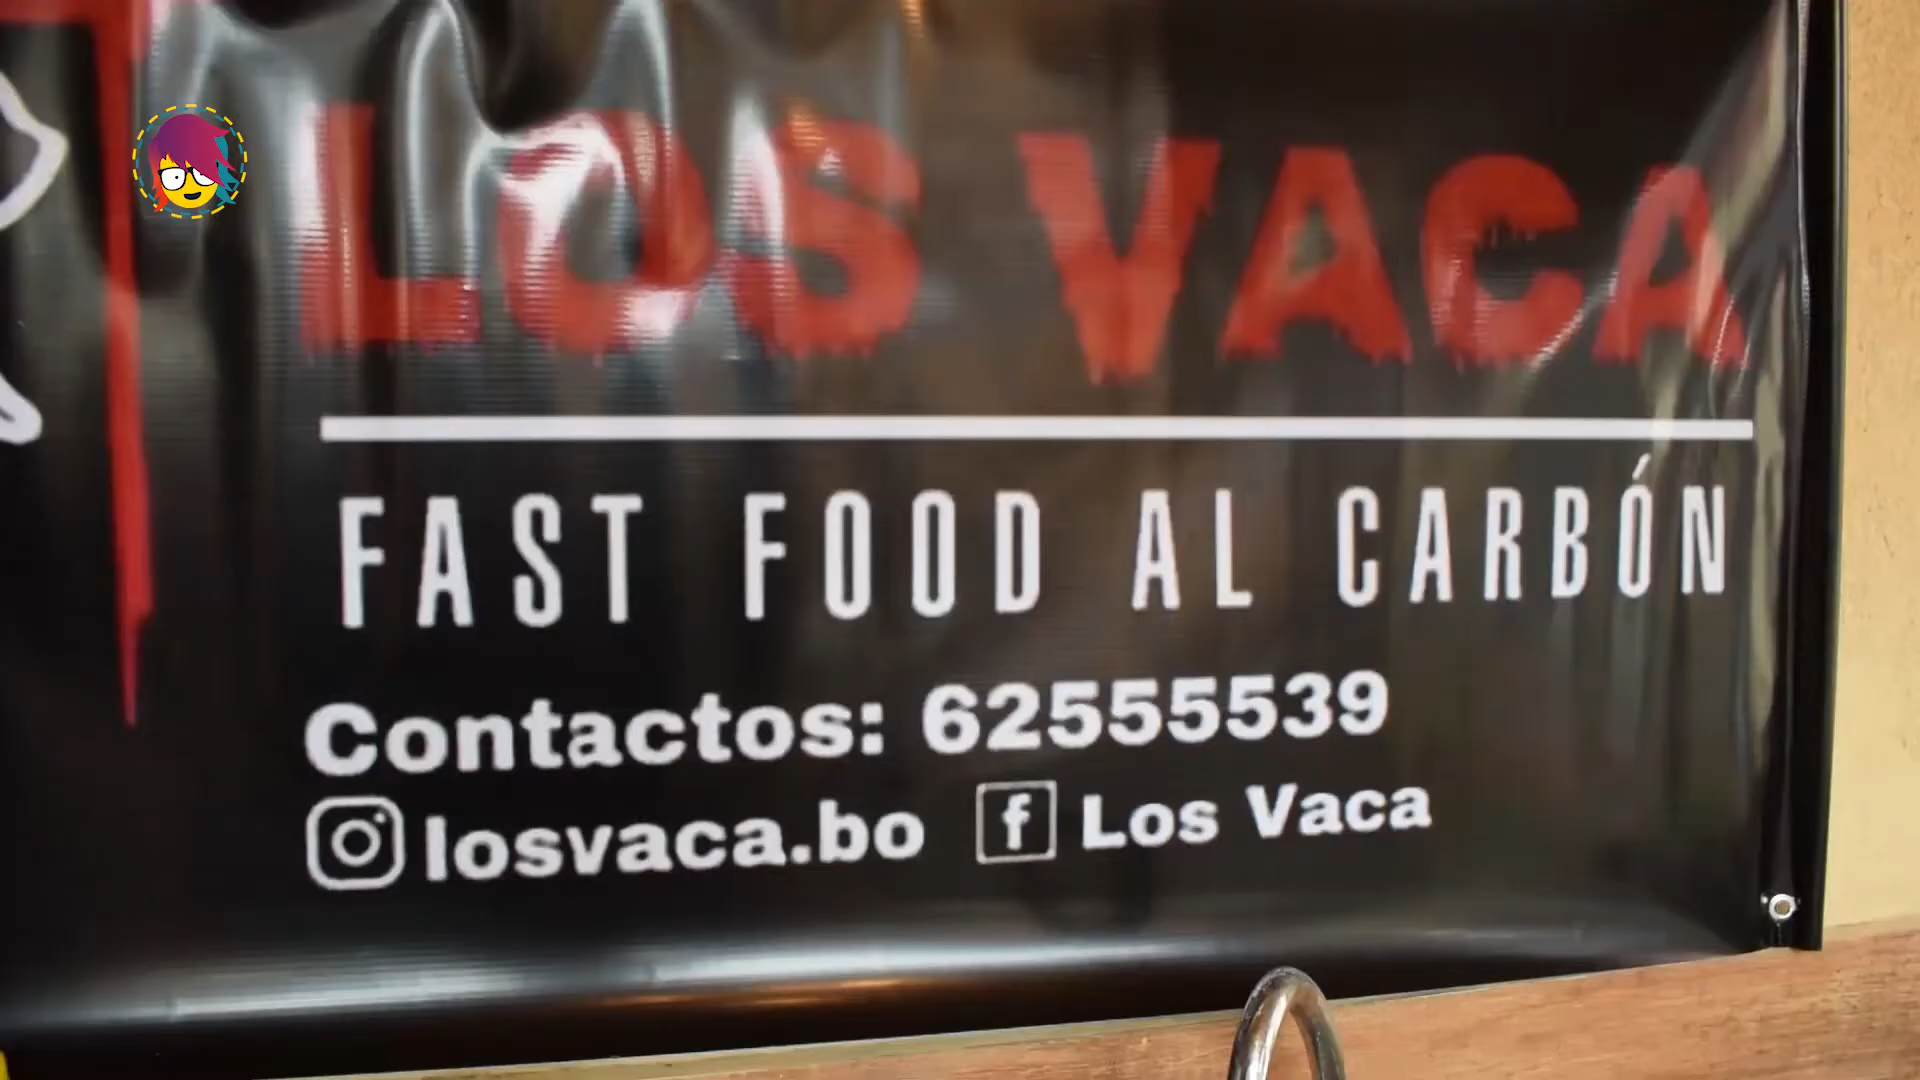 LOS VACA
FAST FOOD AL CARBÓN
Contactos: 62555539
losvaca.bo Los Vaca